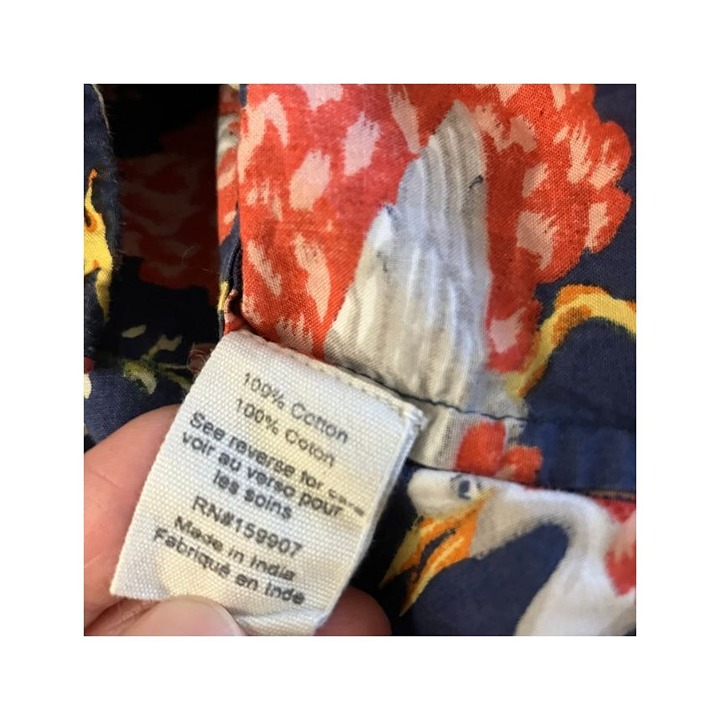 100% Cotton
100% Coton
See reverse for care
voir au verso pour
les soins
RN#159907
Made in India
Fabriqué en Inde